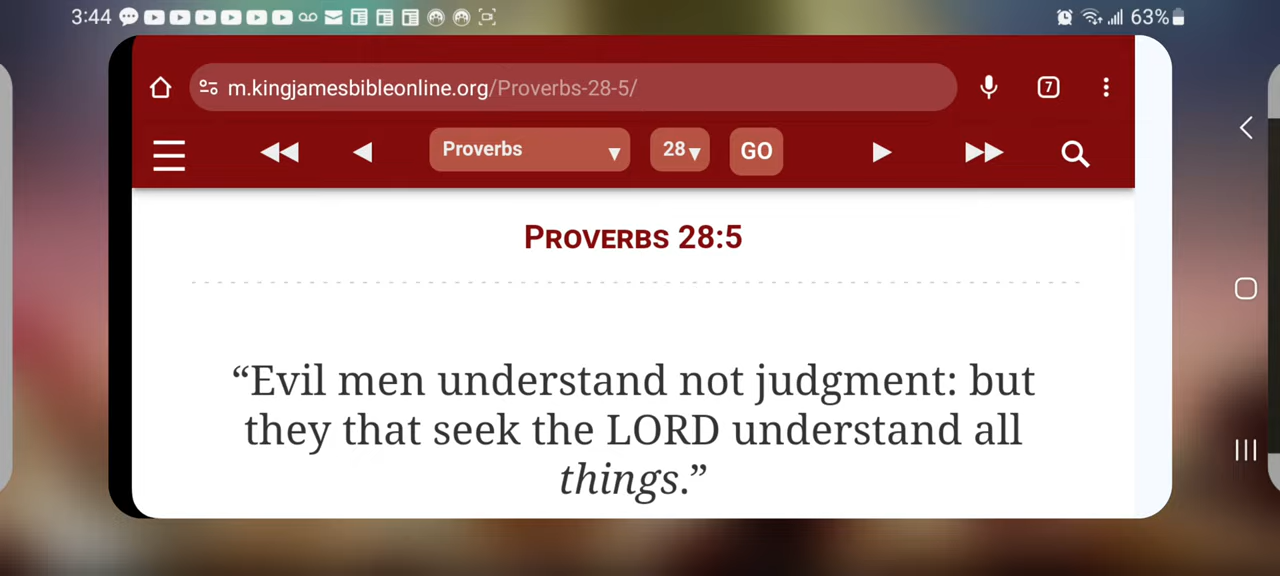 3:44 63%
m.kingjamesbibleonline.org/Proverbs-28-5/ 7
Proverbs 28 GO
PROVERBS 28:5
“Evil men understand not judgment: but
they that seek the LORD understand all
things.”